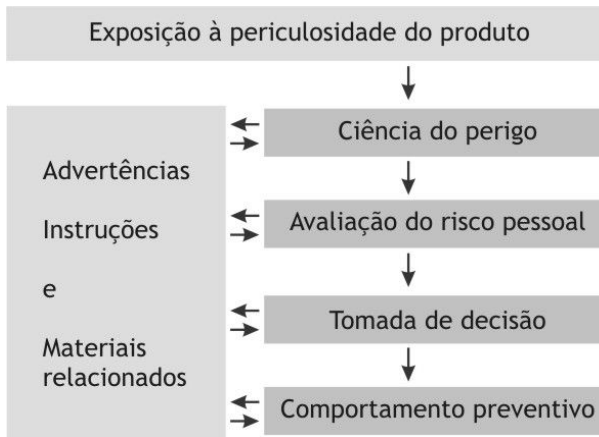 Exposição à periculosidade do produto
Ciência do perigo
Advertências
Avaliação do risco pessoal
Instruções
e
Tomada de decisão
Materiais
relacionados
Comportamento preventivo